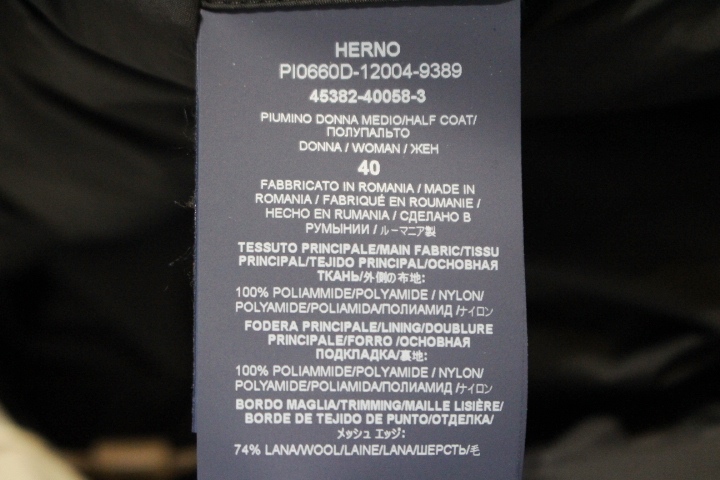 HERNO
PI0660D-12004-9389
45382-40058-3
PIUMINO DONNA MEDIO/HALF COAT/
ПОЛУПАЛЬТО
DONNA / WOMAN / ЖЕН
40
FABBRICATO IN ROMANIA / MADE IN
ROMANIA / FABRIQUÉ EN ROUMANIE /
HECHO EN RUMANIA / СДЕЛАНО В
РУМЫНИИ / ルーマニア製
TESSUTO PRINCIPALE/MAIN FABRIC/TISSU
PRINCIPAL/TEJIDO PRINCIPAL/ОСНОВНАЯ
ТКАНЬ/外側の布地:
100% POLIAMMIDE/POLYAMIDE / NYLON/
POLYAMIDE/POLIAMIDA/ПОЛИАМИД /ナイロン
FODERA PRINCIPALE/LINING/DOUBLURE
PRINCIPALE/FORRO /ОСНОВНАЯ
ПОДКЛАДКА/裏地:
100% POLIAMMIDE/POLYAMIDE / NYLON/
POLYAMIDE/POLIAMIDA/ПОЛИАМИД /ナイロン
BORDO MAGLIA/TRIMMING/MAILLE LISIÈRE/
BORDE DE TEJIDO DE PUNTO/ОТДЕЛКА/
メッシュ エッジ:
74% LANA/WOOL/LAINE/LANA/ШЕРСТЬ/毛